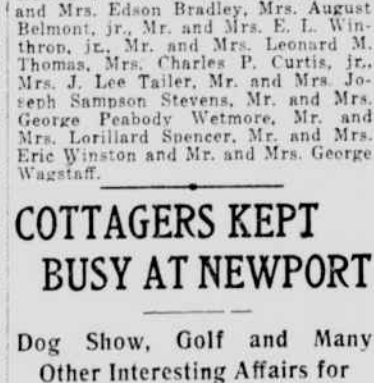 and Mrs. Edson Bradley, Mrs. August
Belmont, jr., Mr. and Mrs. E. L. Win-
throp, jr., Mr. and Mrs. Leonard M.
Thomas, Mrs. Charles P. Curtis, jr.,
Mrs. J. Lee Tailer, Mr. and Mrs. Jo-
seph Sampson Stevens, Mr. and Mrs.
George Peabody Wetmore, Mr. and
Mrs. Lorillard Spencer, Mr. and Mrs.
Eric Winston and Mr. and Mrs. George
Wagstaff.
COTTAGERS KEPT
BUSY AT NEWPORT
Dog Show, Golf and Many
Other Interesting Affairs for